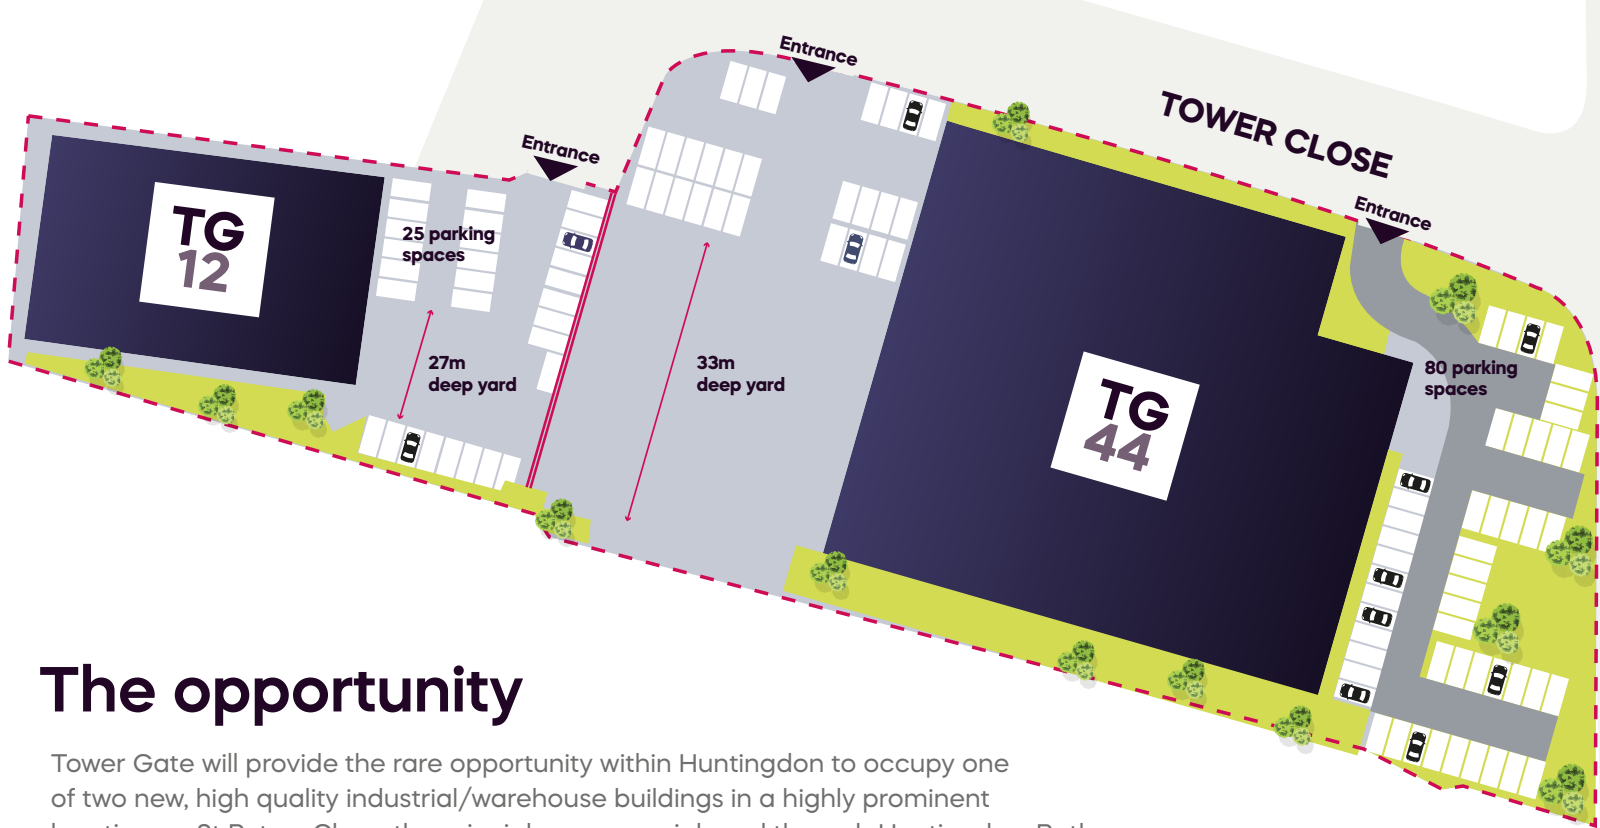 Entrance
TOWER CLOSE
Entrance
Entrance
TG
12
25 parking
spaces
27m
deep yard
33m
deep yard
TG
44
80 parking
spaces
The opportunity
Tower Gate will provide the rare opportunity within Huntingdon to occupy one
of two new, high quality industrial/warehouse buildings in a highly prominent